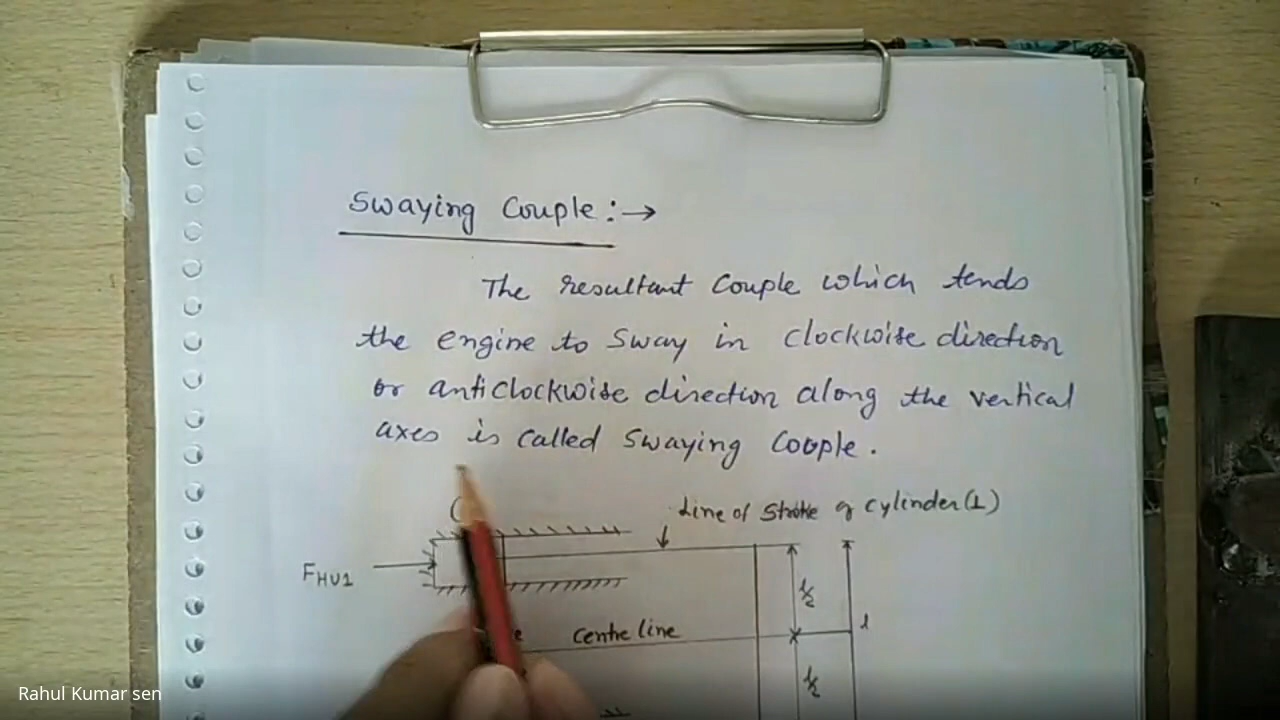 Swaying Couple :→
The resultant Couple which tends
the engine to Sway in clockwise direction
or anticlockwise direction along the vertical
axes is called Swaying Couple.
Line of Stroke of cylinder(1)
FHU1
l/2
Centre line
l
l/2
Rahul Kumar sen